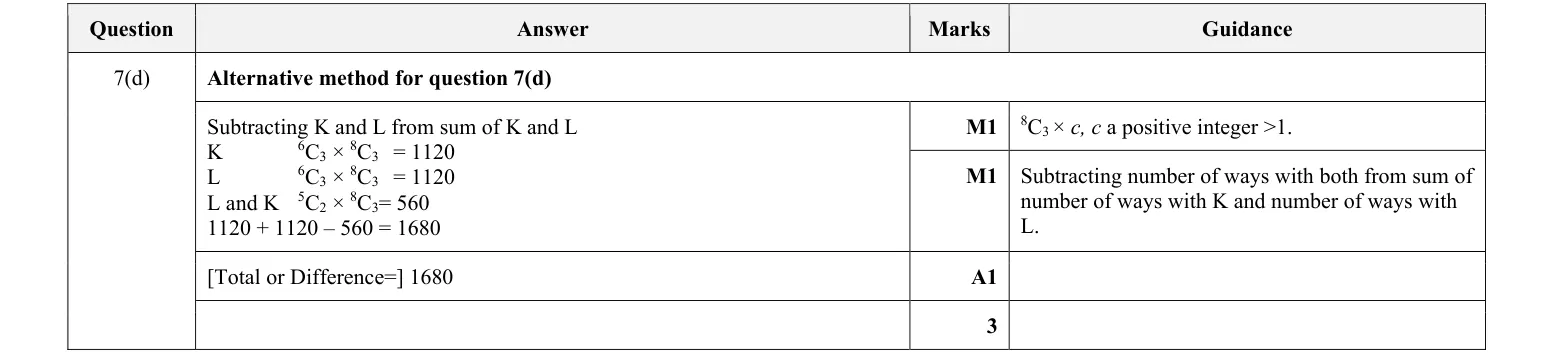 Question Answer Marks Guidance
7(d) Alternative method for question 7(d)
Subtracting K and L from sum of K and L
K ⁶C₃ × ⁸C₃ = 1120
L ⁶C₃ × ⁸C₃ = 1120
L and K ⁵C₂ × ⁸C₃= 560
1120 + 1120 – 560 = 1680
M1 ⁸C₃ × c, c a positive integer >1.
M1 Subtracting number of ways with both from sum of
number of ways with K and number of ways with
L.
[Total or Difference=] 1680 A1
3